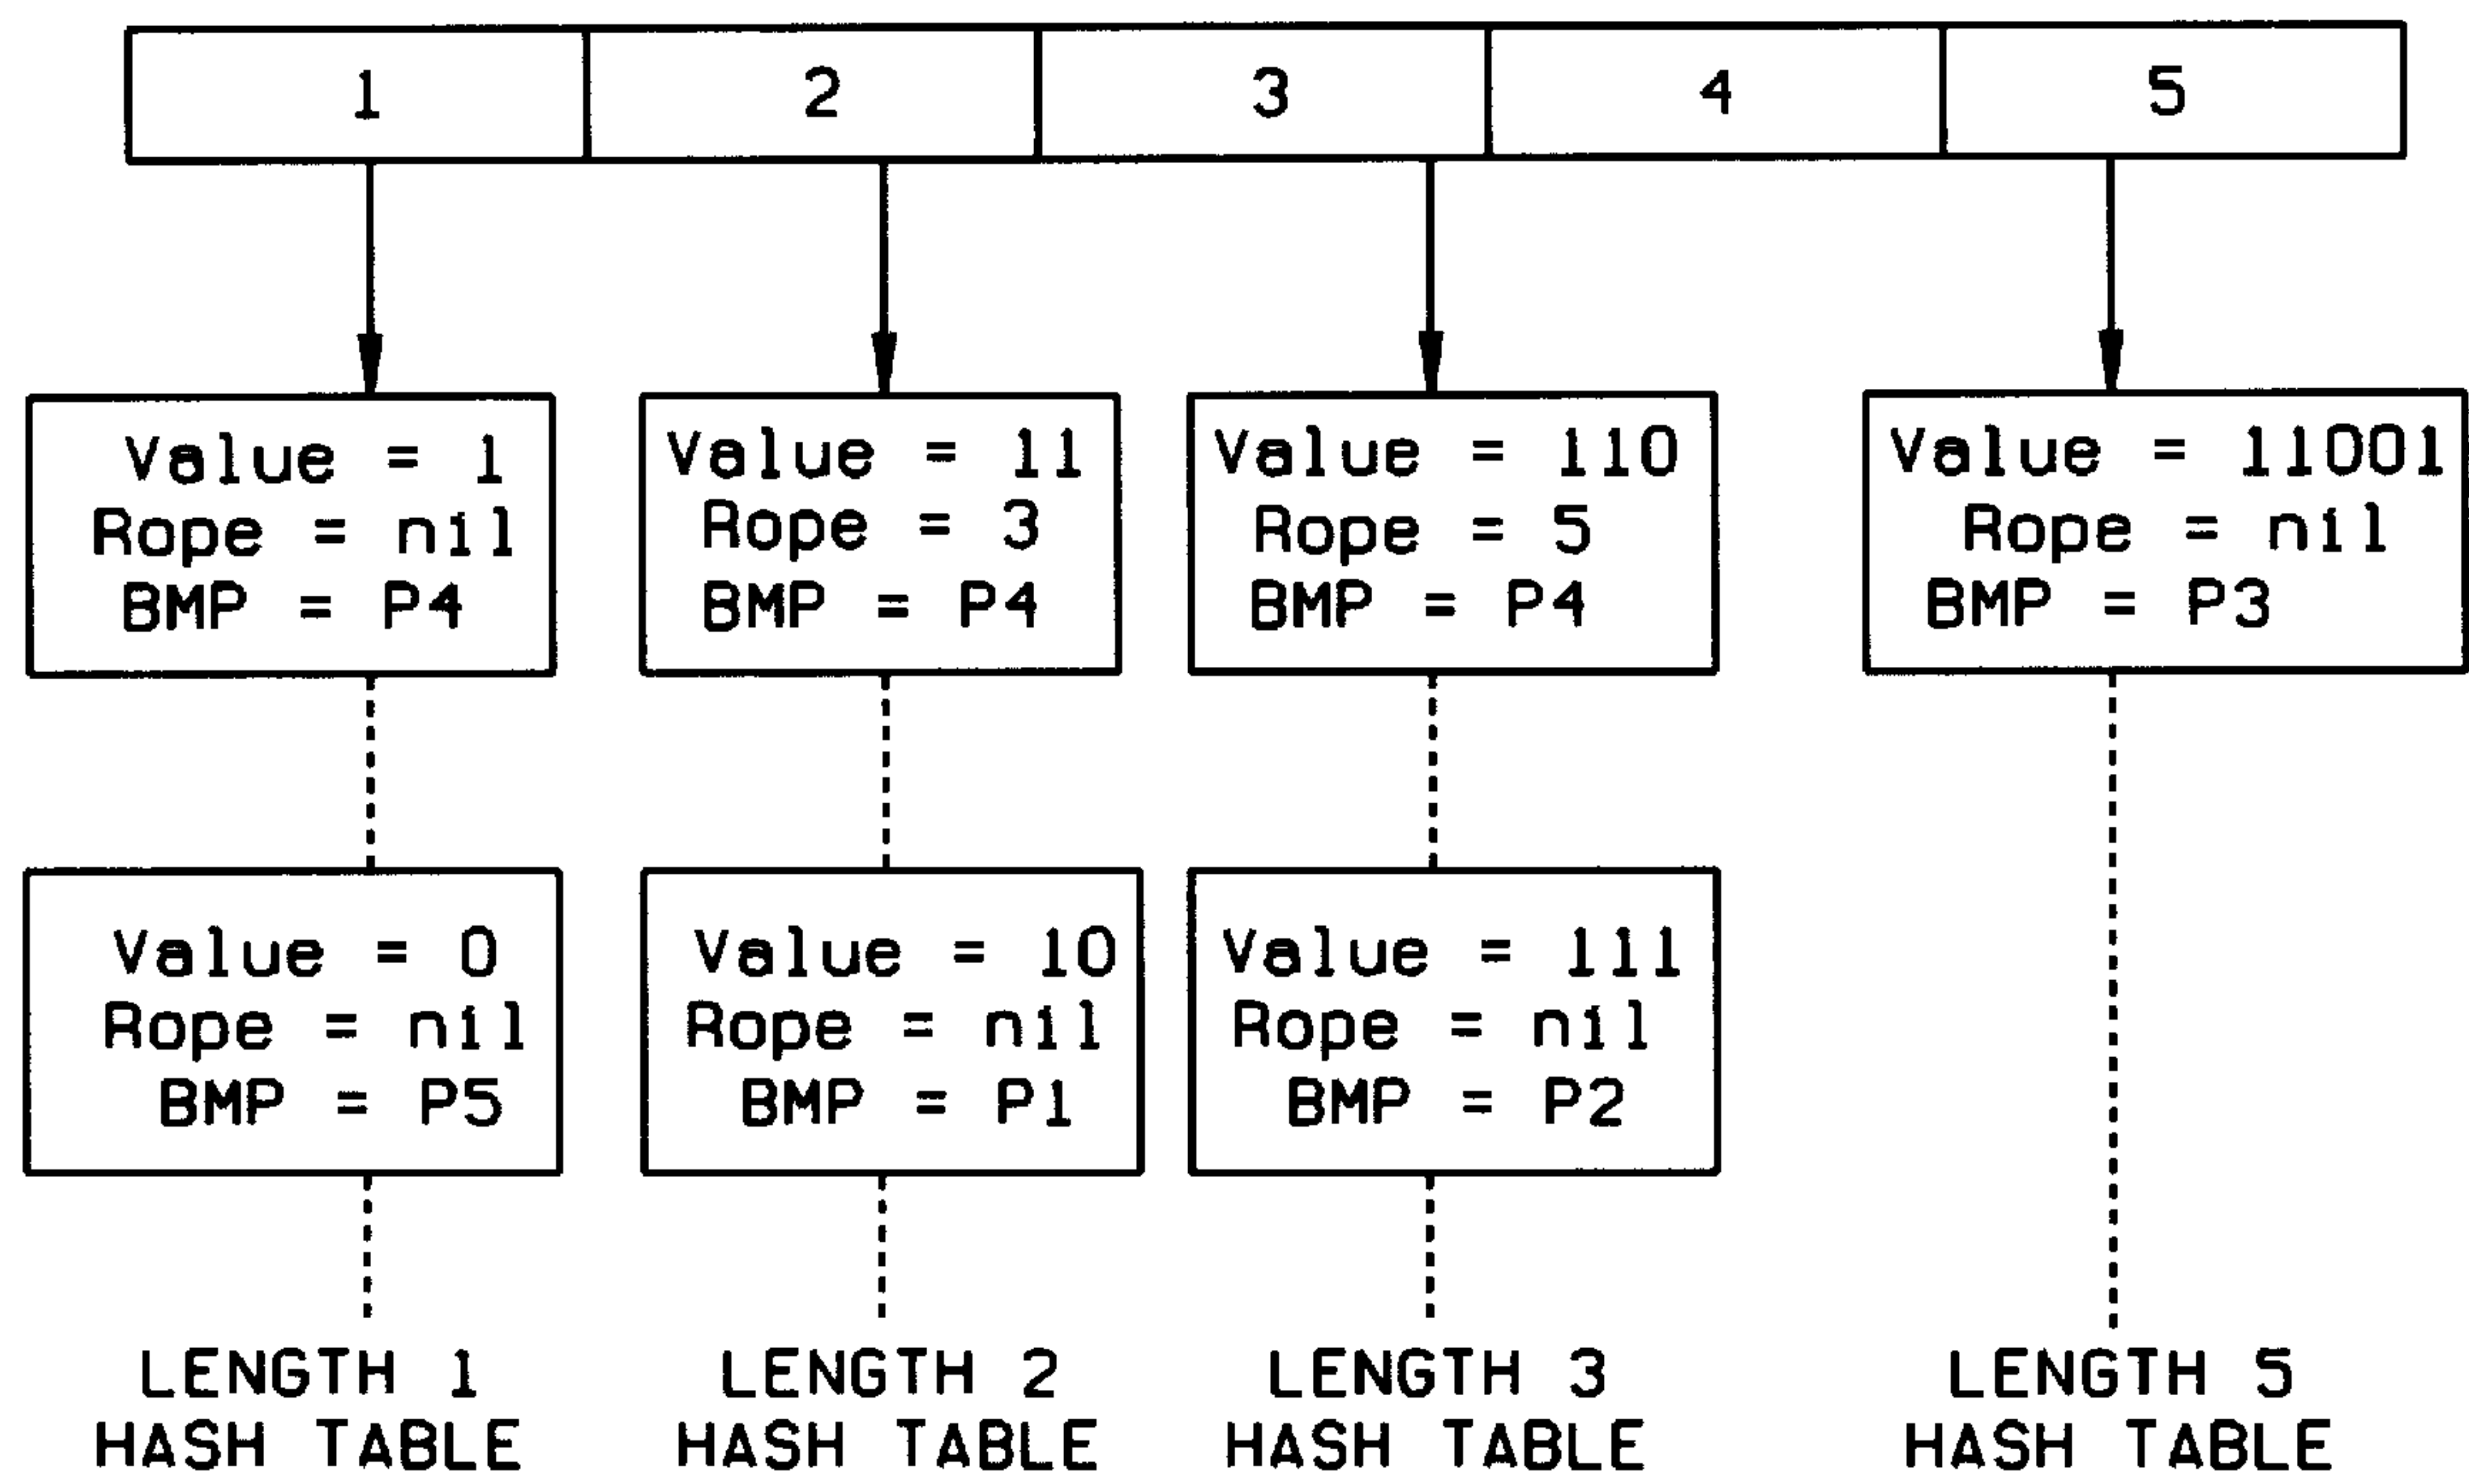 1 2 3 4 5
Value = 1
Rope = nil
BMP = P4
Value = 11
Rope = 3
BMP = P4
Value = 110
Rope = 5
BMP = P4
Value = 11001
Rope = nil
BMP = P3
Value = 0
Rope = nil
BMP = P5
Value = 10
Rope = nil
BMP = P1
Value = 111
Rope = nil
BMP = P2
LENGTH 1
HASH TABLE
LENGTH 2
HASH TABLE
LENGTH 3
HASH TABLE
LENGTH 5
HASH TABLE